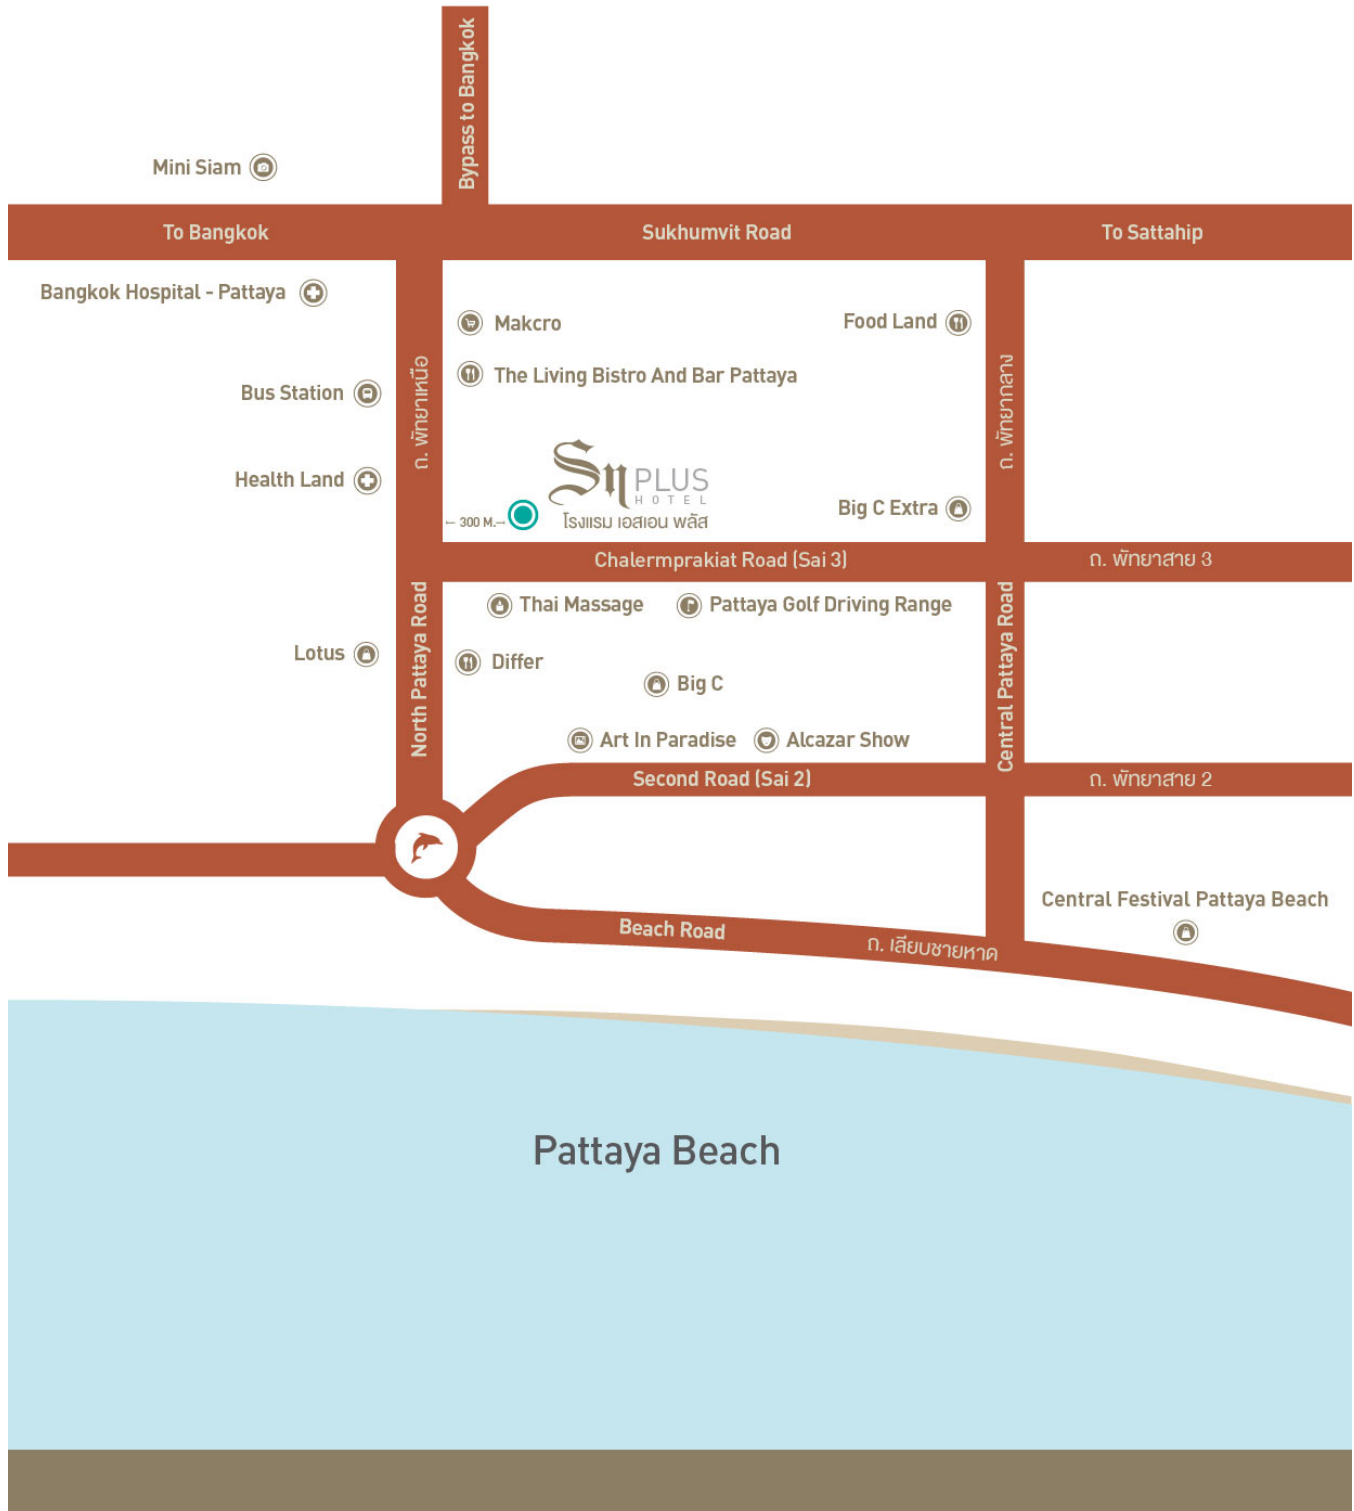 Bypass to Bangkok
Mini Siam
To Bangkok
Sukhumvit Road
To Sattahip
Bangkok Hospital - Pattaya
Makcro
Food Land
The Living Bistro And Bar Pattaya
Bus Station
ถ. พัทยาเหนือ
ถ. พัทยากลาง
Health Land
Sη PLUS
HOTEL
โรงแรม เอสเอน พลัส
← 300 M.→
Big C Extra
Chalermprakiat Road (Sai 3)
ถ. พัทยาสาย 3
Thai Massage
Pattaya Golf Driving Range
North Pattaya Road
Central Pattaya Road
Lotus
Differ
Big C
Art In Paradise
Alcazar Show
Second Road (Sai 2)
ถ. พัทยาสาย 2
Central Festival Pattaya Beach
Beach Road
ถ. เลียบชายหาด
Pattaya Beach